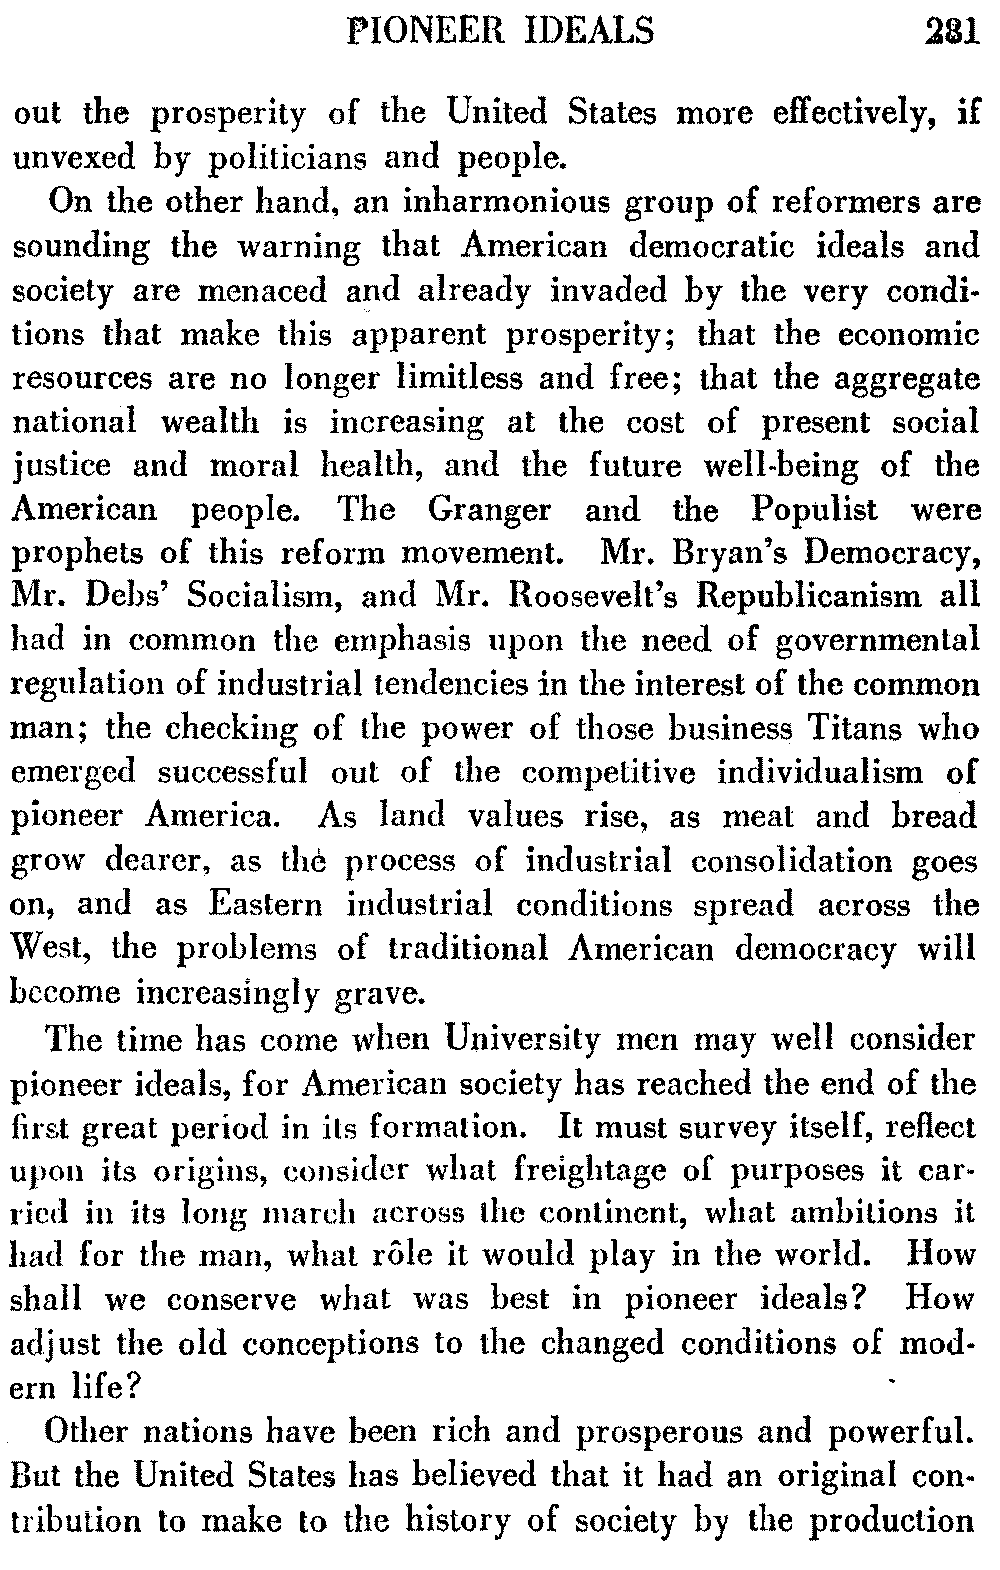 PIONEER IDEALS 281
out the prosperity of the United States more effectively, if
unvexed by politicians and people.
On the other hand, an inharmonious group of reformers are
sounding the warning that American democratic ideals and
society are menaced and already invaded by the very condi-
tions that make this apparent prosperity; that the economic
resources are no longer limitless and free; that the aggregate
national wealth is increasing at the cost of present social
justice and moral health, and the future well-being of the
American people. The Granger and the Populist were
prophets of this reform movement. Mr. Bryan's Democracy,
Mr. Debs' Socialism, and Mr. Roosevelt's Republicanism all
had in common the emphasis upon the need of governmental
regulation of industrial tendencies in the interest of the common
man; the checking of the power of those business Titans who
emerged successful out of the competitive individualism of
pioneer America. As land values rise, as meat and bread
grow dearer, as the process of industrial consolidation goes
on, and as Eastern industrial conditions spread across the
West, the problems of traditional American democracy will
become increasingly grave.
The time has come when University men may well consider
pioneer ideals, for American society has reached the end of the
first great period in its formation. It must survey itself, reflect
upon its origins, consider what freightage of purposes it car-
ried in its long march across the continent, what ambitions it
had for the man, what rôle it would play in the world. How
shall we conserve what was best in pioneer ideals? How
adjust the old conceptions to the changed conditions of mod-
ern life?
Other nations have been rich and prosperous and powerful.
But the United States has believed that it had an original con-
tribution to make to the history of society by the production